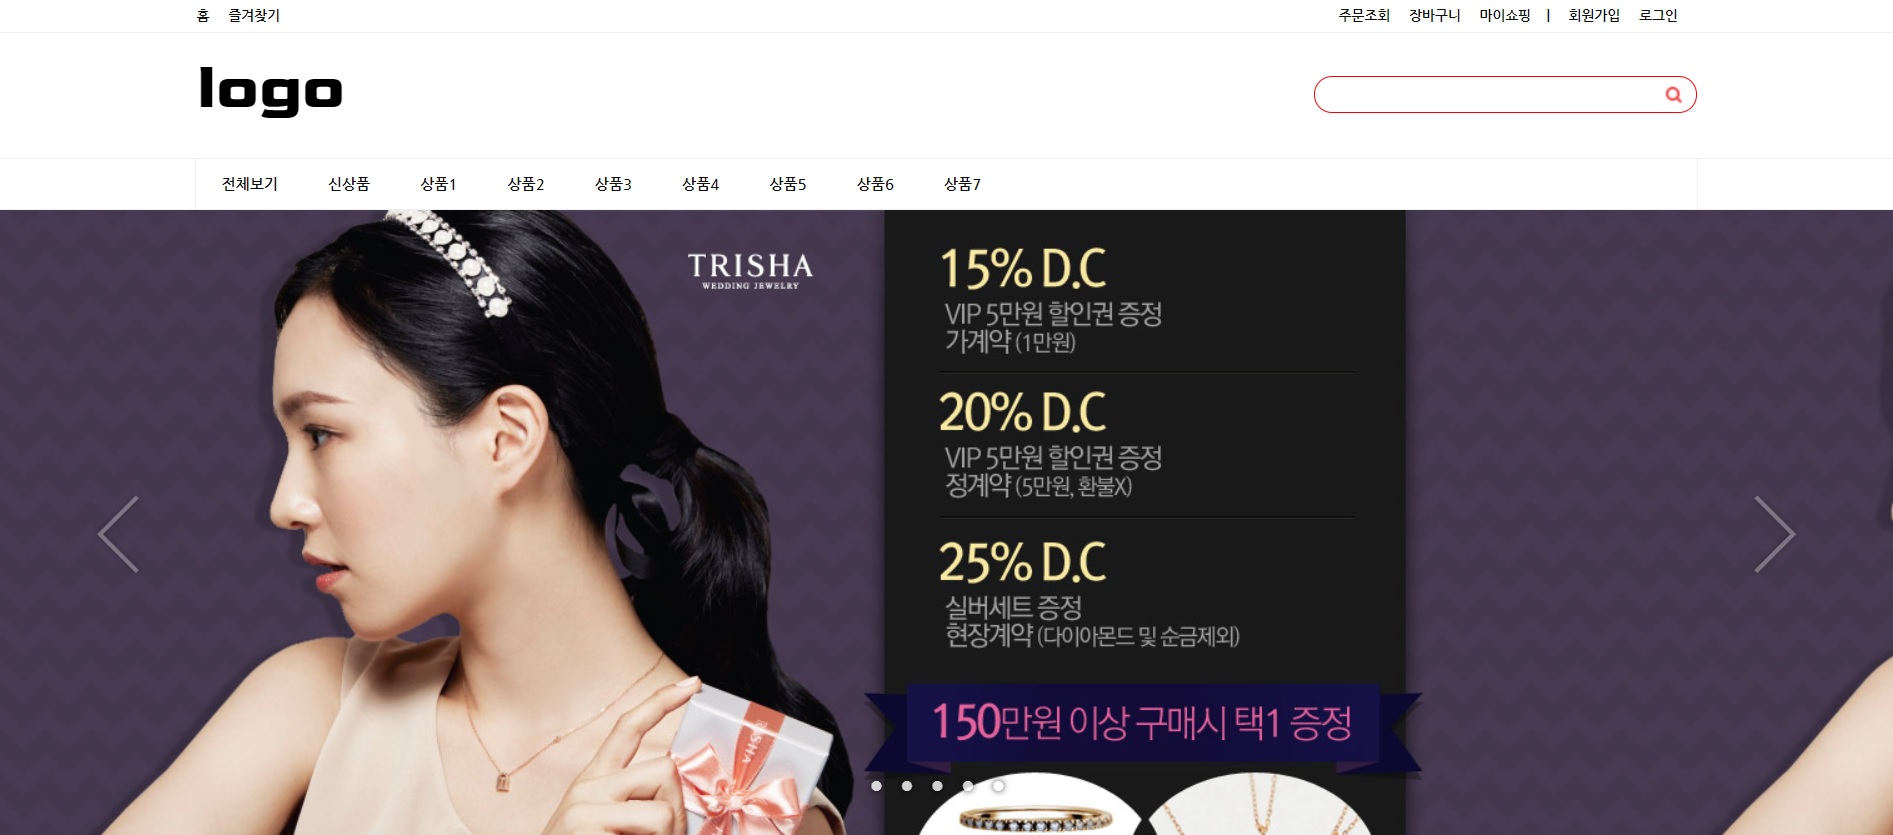 홈 즐겨찾기 주문조회 장바구니 마이쇼핑 | 회원가입 로그인
logo
전체보기 신상품 상품1 상품2 상품3 상품4 상품5 상품6 상품7
TRISHA
WEDDING JEWELRY
15% D.C
VIP 5만원 할인권 증정
가계약 (1만원)
20% D.C
VIP 5만원 할인권 증정
정계약 (5만원, 환불X)
25% D.C
실버세트 증정
현장계약 (다이아몬드 및 순금제외)
150만원 이상 구매시 택1 증정